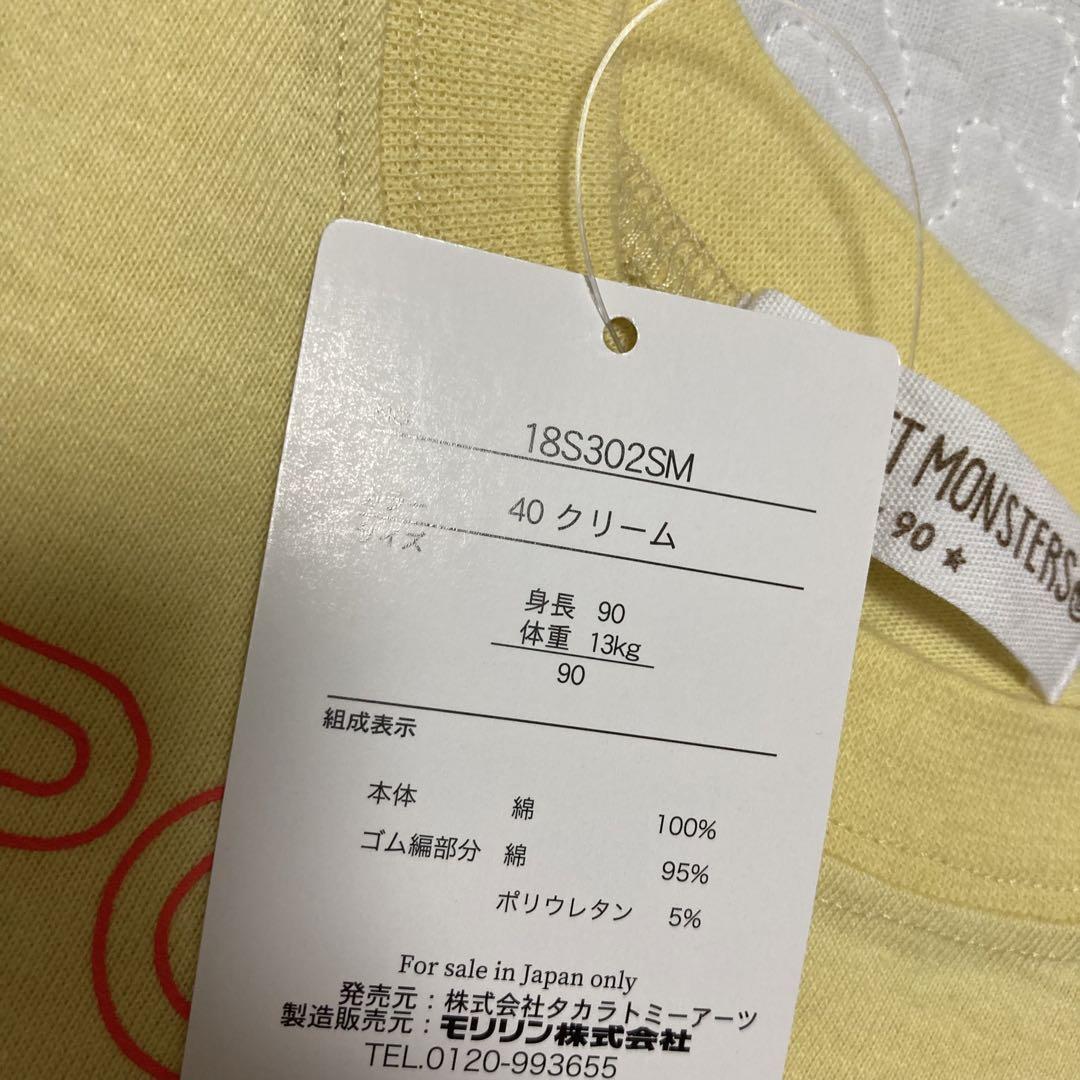 18S302SM
カラー 40 クリーム
サイズ
身長 90
体重 13kg
90
組成表示
本体 綿 100%
ゴム編部分 綿 95%
ポリウレタン 5%
For sale in Japan only
発売元：株式会社タカラトミーアーツ
製造販売元：モリリン株式会社
TEL.0120-993655
ET MONSTERS
90 ★